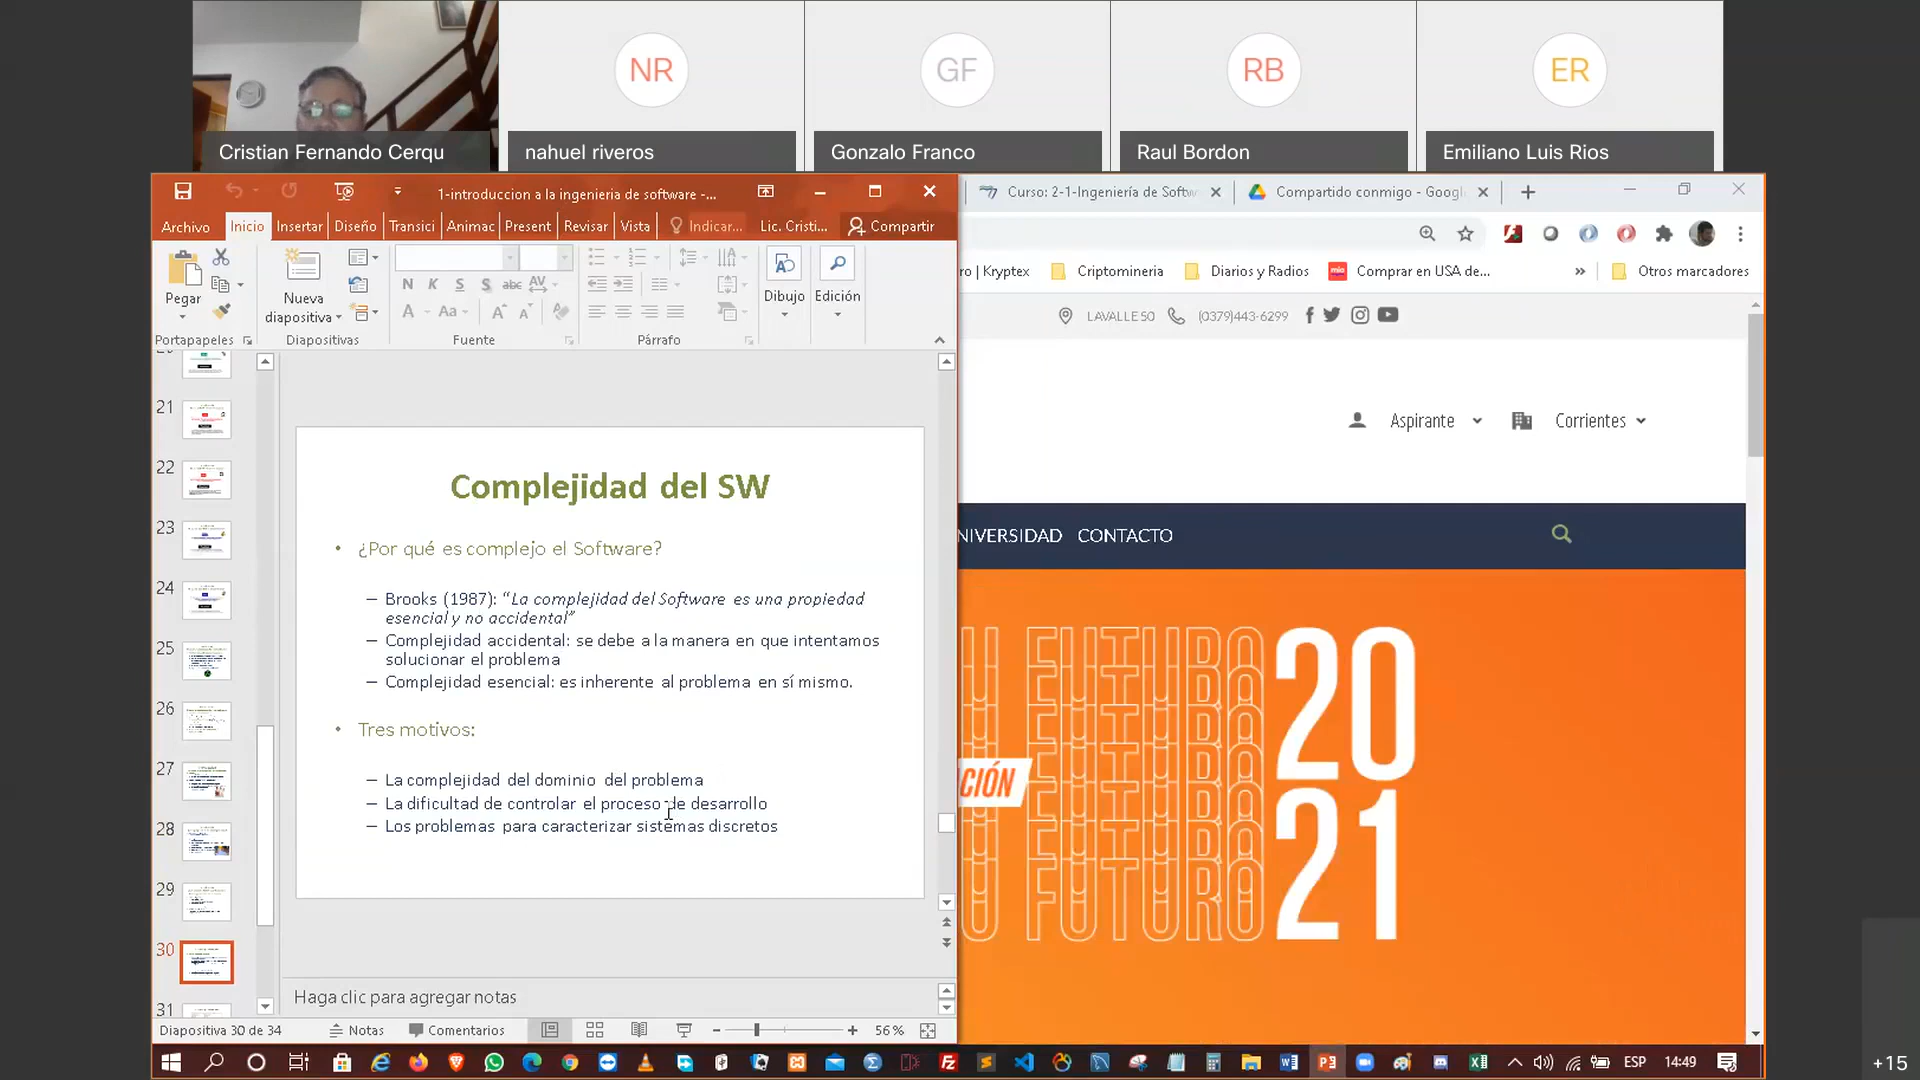 NR
GF
RB
ER
Cristian Fernando Cerqu
nahuel riveros
Gonzalo Franco
Raul Bordon
Emiliano Luis Rios
1-introduccion a la ingenieria de software -...
Archivo
Inicio
Insertar
Diseño
Transici
Animac
Present
Revisar
Vista
Indicar...
Lic. Cristi...
Compartir
Pegar
Nueva
diapositiva
Dibujo
Edición
Portapapeles
Diapositivas
Fuente
Párrafo
N K S S abc AV
A Aa A A
21
22
23
24
25
26
27
28
29
30
31
Complejidad del SW
• ¿Por qué es complejo el Software?
– Brooks (1987): “La complejidad del Software es una propiedad
esencial y no accidental”
– Complejidad accidental: se debe a la manera en que intentamos
solucionar el problema
– Complejidad esencial: es inherente al problema en sí mismo.
• Tres motivos:
– La complejidad del dominio del problema
– La dificultad de controlar el proceso de desarrollo
– Los problemas para caracterizar sistemas discretos
Haga clic para agregar notas
Diapositiva 30 de 34
Notas
Comentarios
56 %
Curso: 2-1-Ingeniería de Softw
Compartido conmigo - Googl
ro | Kryptex
Criptomineria
Diarios y Radios
mia
Comprar en USA de...
»
Otros marcadores
LAVALLE 50
(0379)443-6299
Aspirante
Corrientes
NIVERSIDAD
CONTACTO
U FUTURO
20
21
CIÓN
ESP
14:49
+15